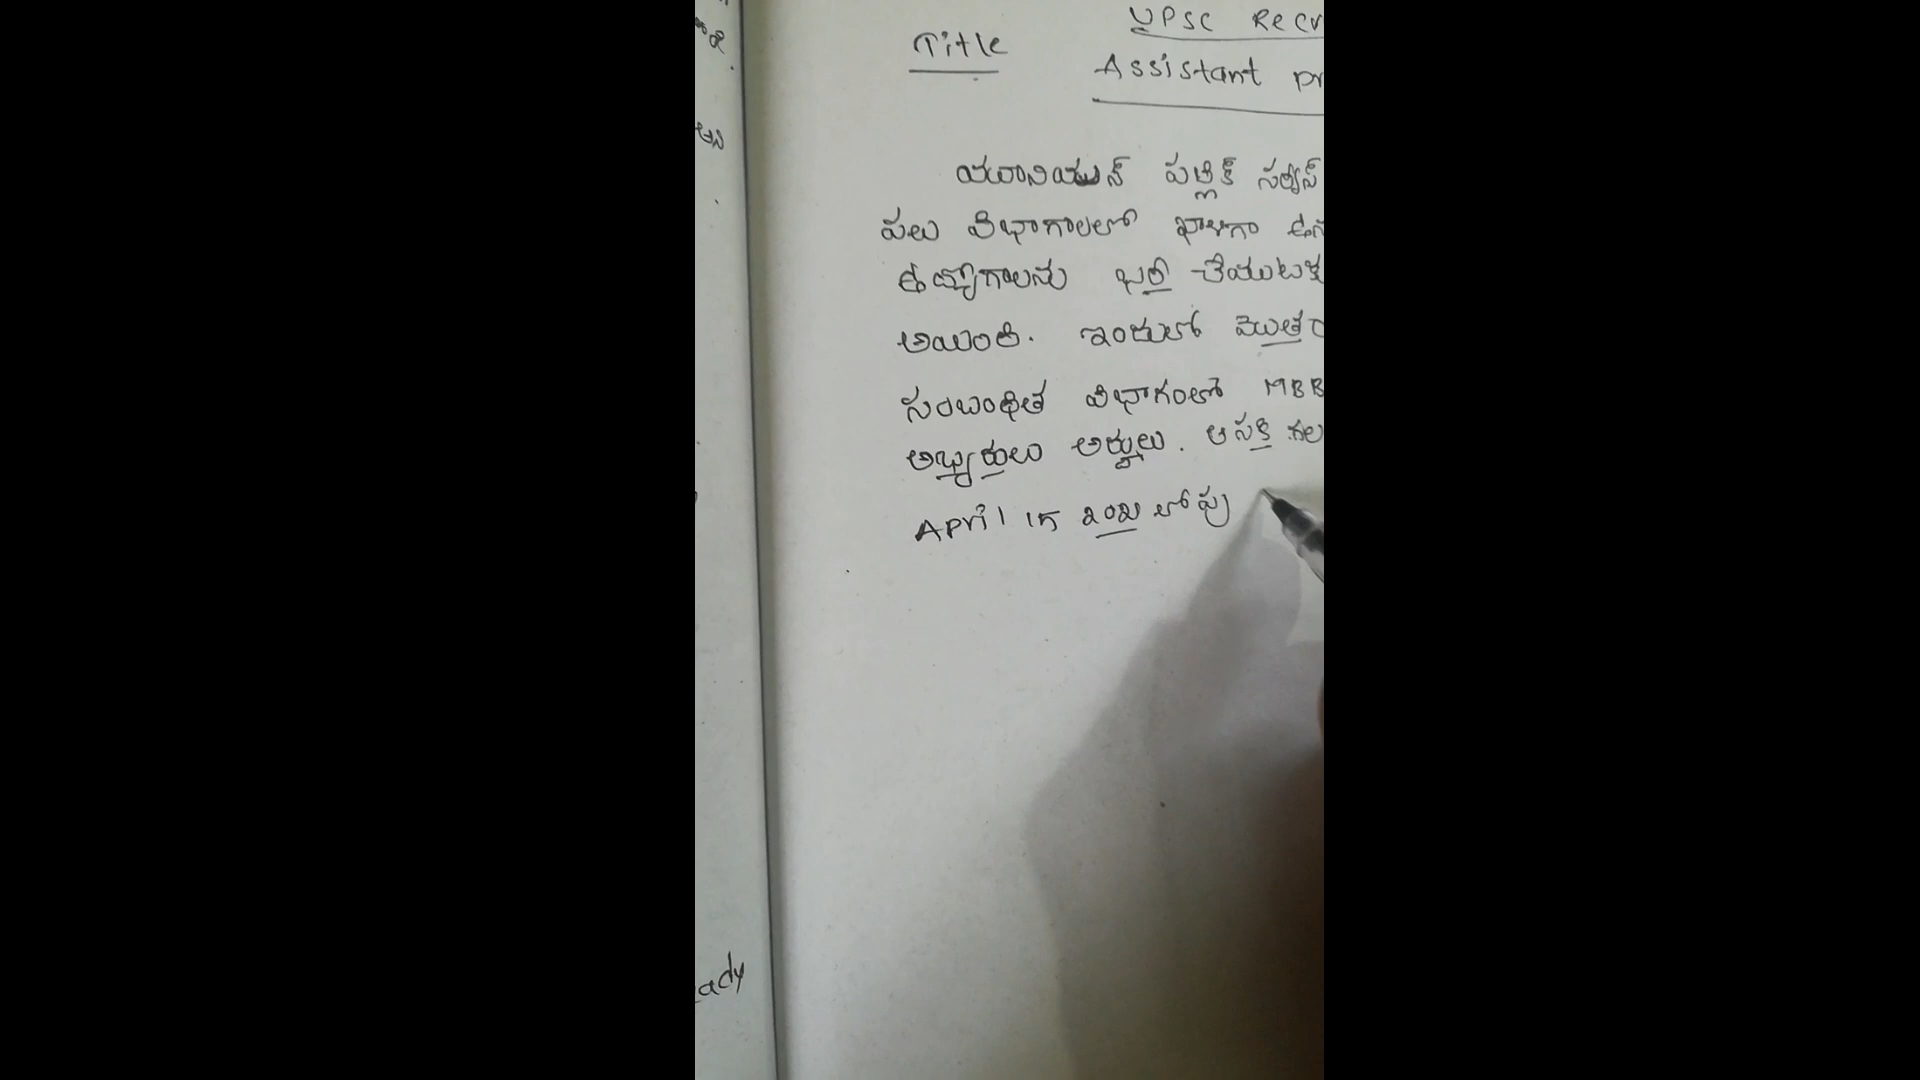 Title
UPSC Recr
Assistant pr
యూనియన్ పబ్లిక్ సర్వీస్
పలు విభాగాలలో ఖాళీగా ఉన
ఉద్యోగాలను భర్తీ చేయుటక
అయింది. ఇందులో మొత్తం
సంబంధిత విభాగంలో MBB
అభ్యర్థులు అర్హులు. ఆసక్తి గల
April 15 2021 లోపు
ady